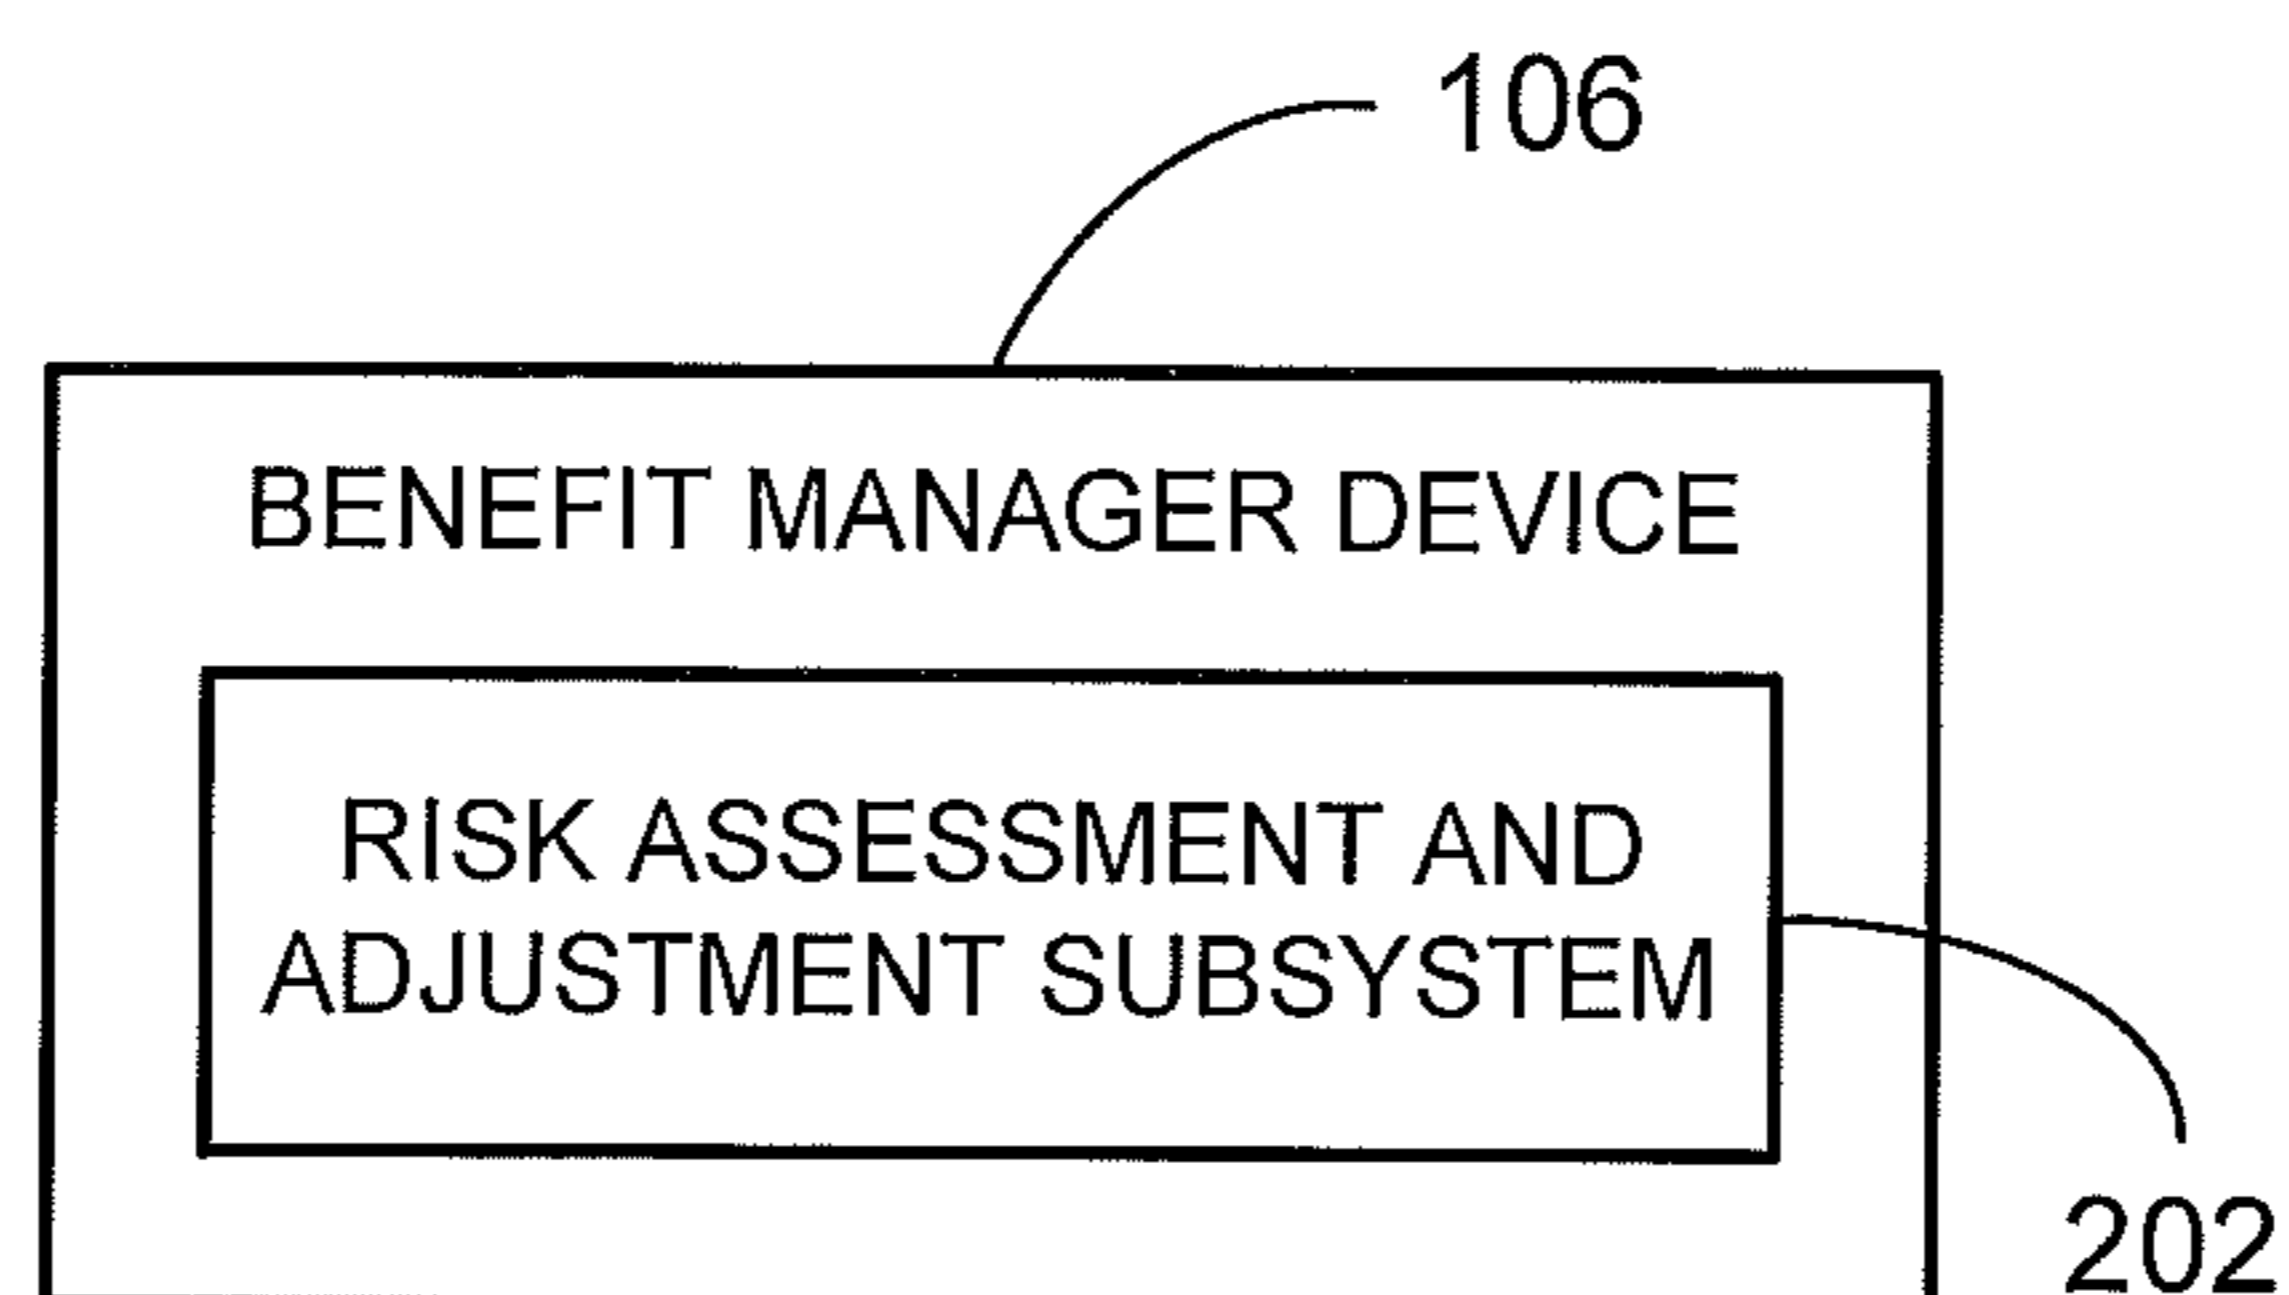 106
BENEFIT MANAGER DEVICE
RISK ASSESSMENT AND
ADJUSTMENT SUBSYSTEM
202